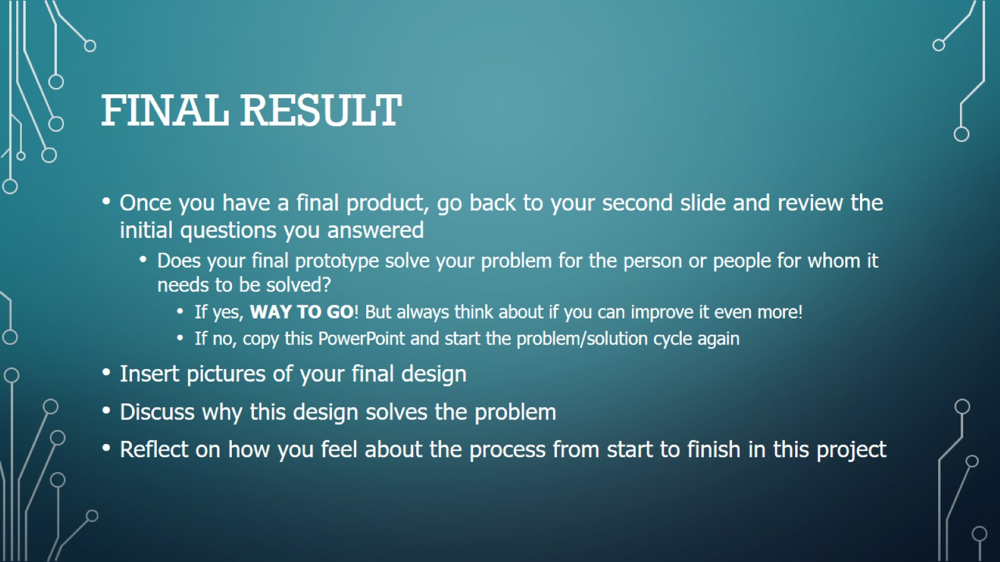 FINAL RESULT
• Once you have a final product, go back to your second slide and review the
initial questions you answered
• Does your final prototype solve your problem for the person or people for whom it
needs to be solved?
• If yes, WAY TO GO! But always think about if you can improve it even more!
• If no, copy this PowerPoint and start the problem/solution cycle again
• Insert pictures of your final design
• Discuss why this design solves the problem
• Reflect on how you feel about the process from start to finish in this project